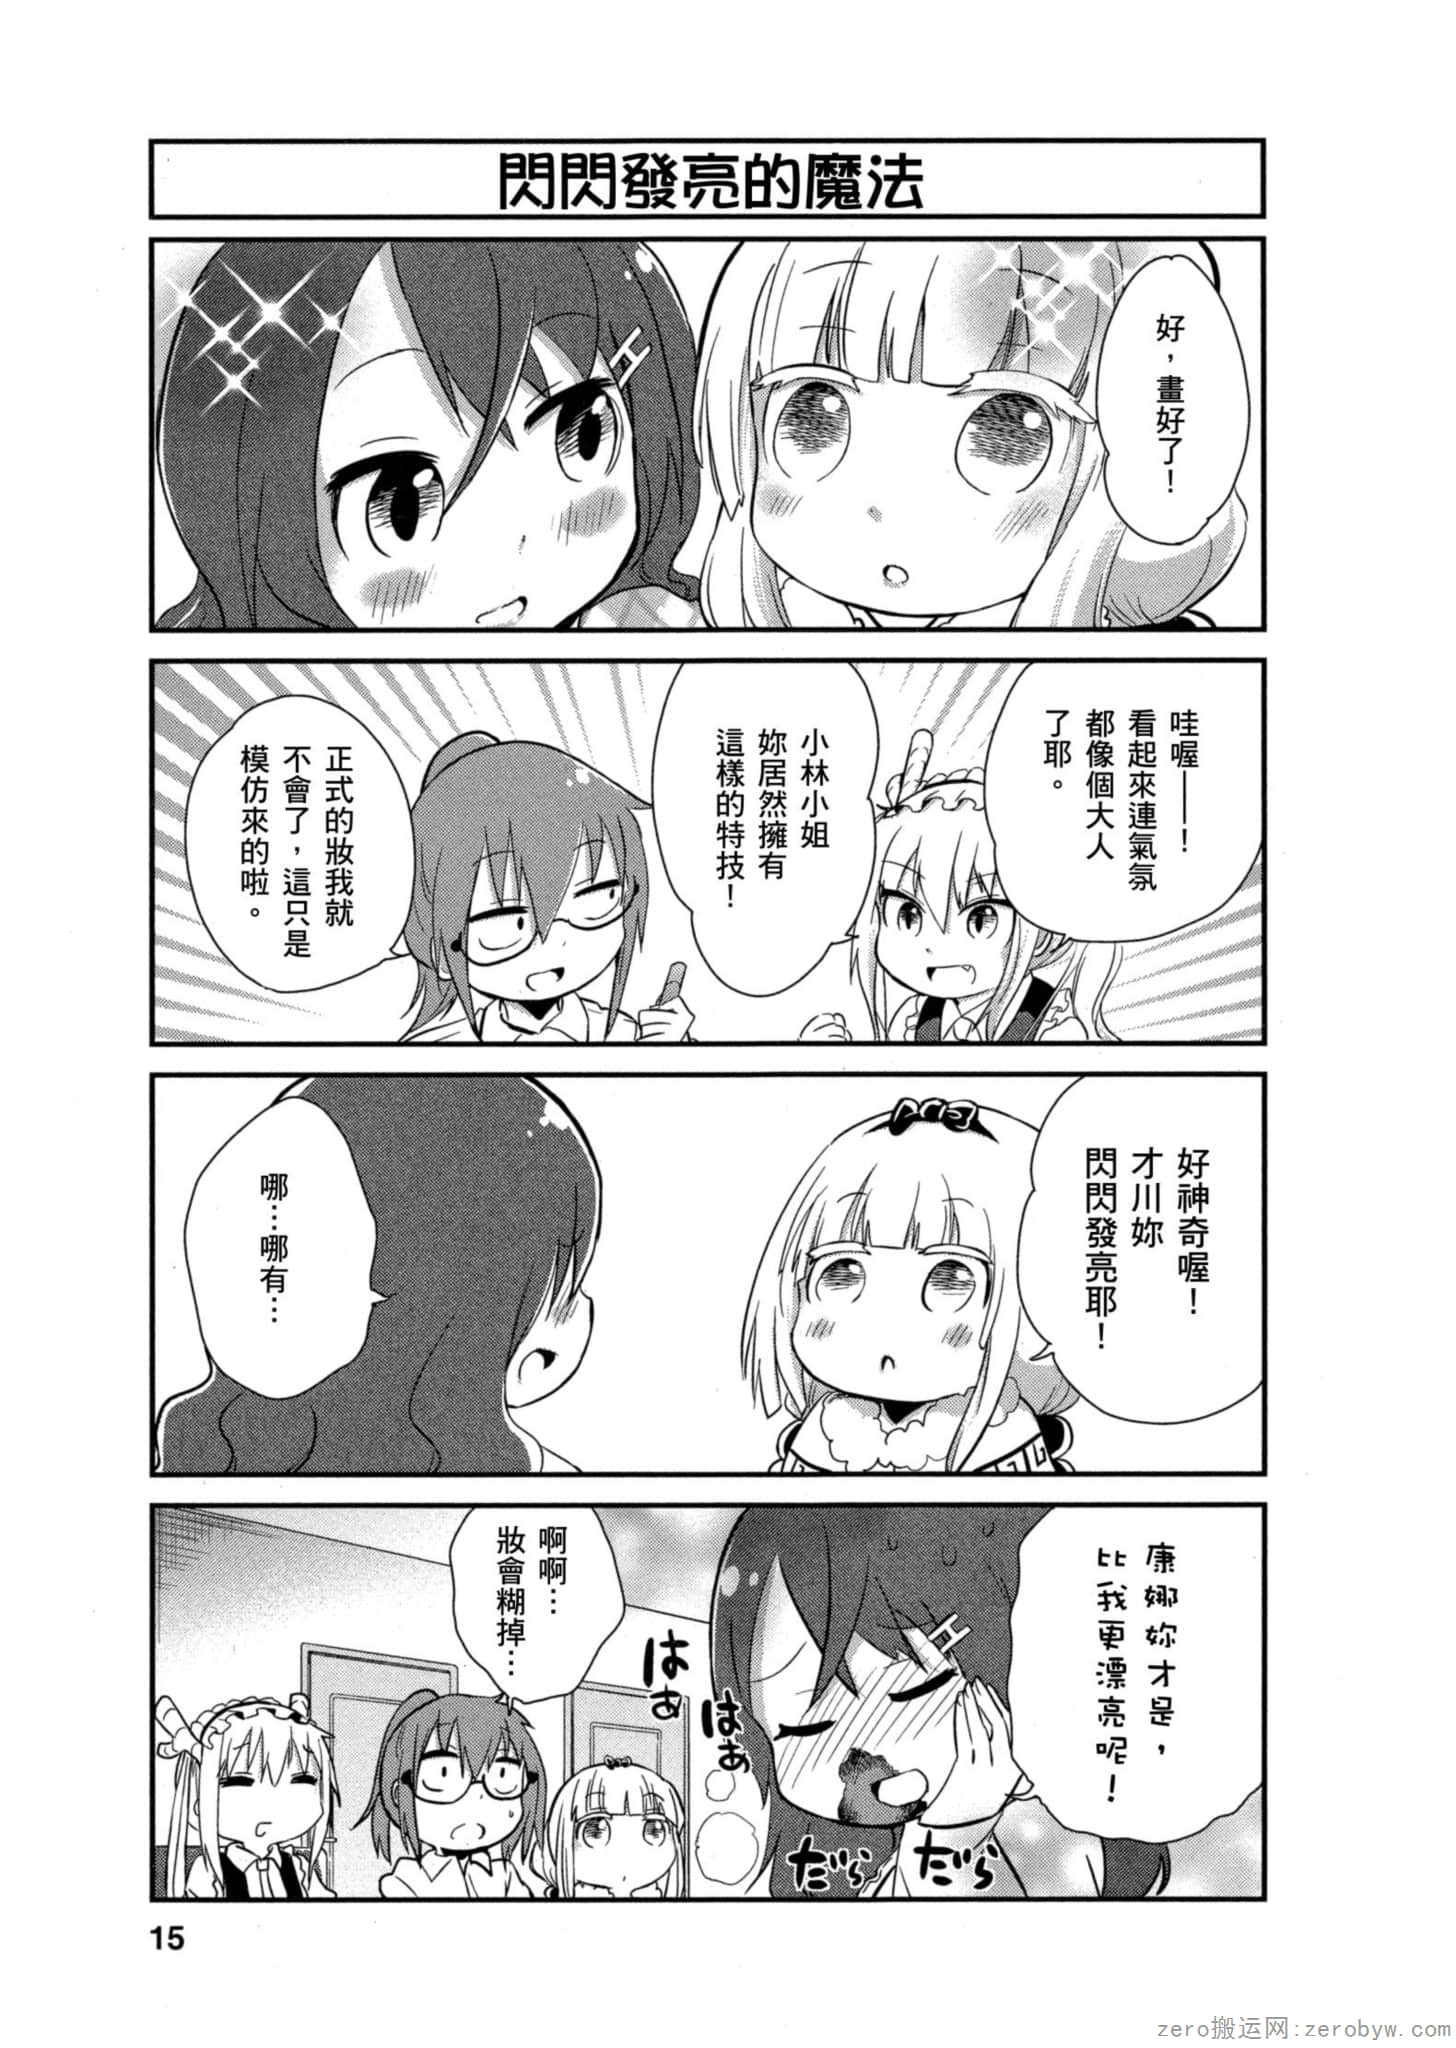 閃閃發亮的魔法
好，畫好了！
哇喔——！
看起來連氣氛
都像個大人
了耶。
小林小姐
妳居然擁有
這樣的特技！
正式的妝我就
不會了，這只是
模仿來的啦。
好神奇喔！
才川妳
閃閃發亮耶！
哪…哪有…
康娜妳才是，
比我更漂亮呢！
啊啊…
妝會糊掉…
はぁ
はぁ
だら
だら
15
zero搬运网:zerobyw.com